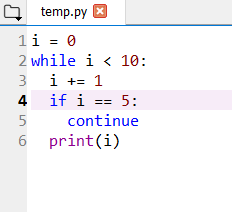 temp.py
1 i = 0
2 while i < 10:
3   i += 1
4   if i == 5:
5     continue
6   print(i)